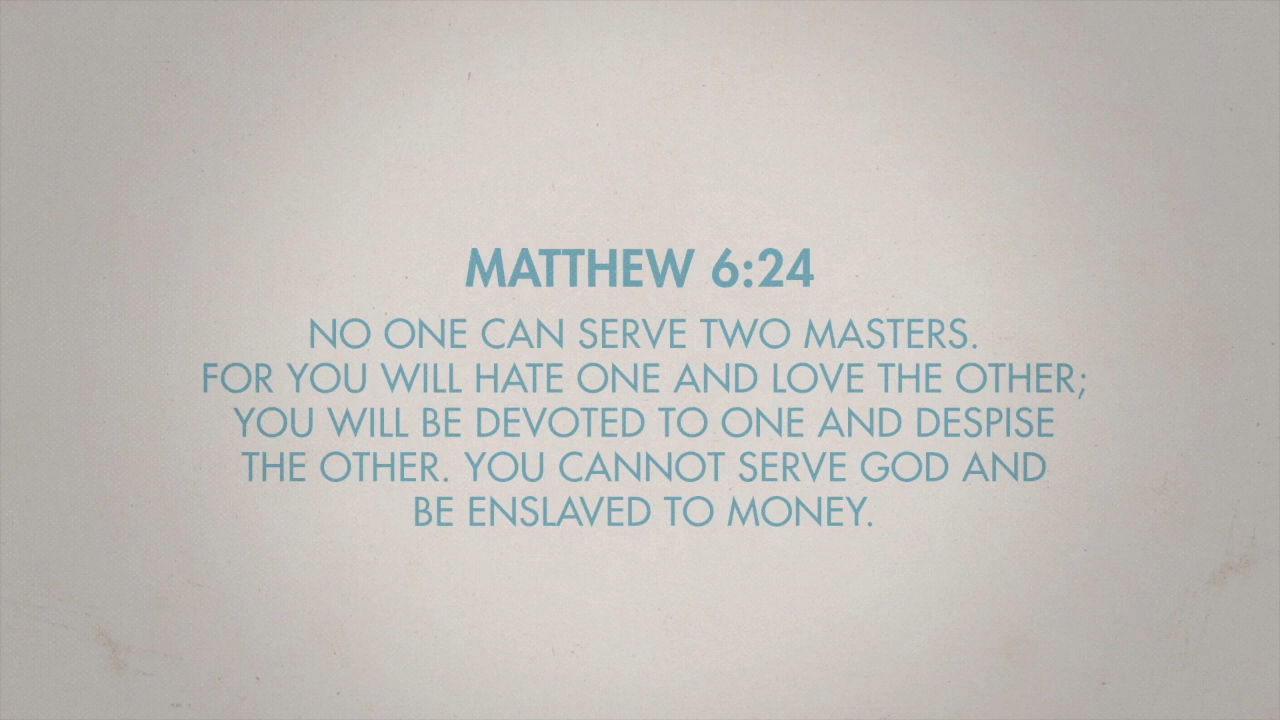 MATTHEW 6:24
NO ONE CAN SERVE TWO MASTERS.
FOR YOU WILL HATE ONE AND LOVE THE OTHER;
YOU WILL BE DEVOTED TO ONE AND DESPISE
THE OTHER. YOU CANNOT SERVE GOD AND
BE ENSLAVED TO MONEY.